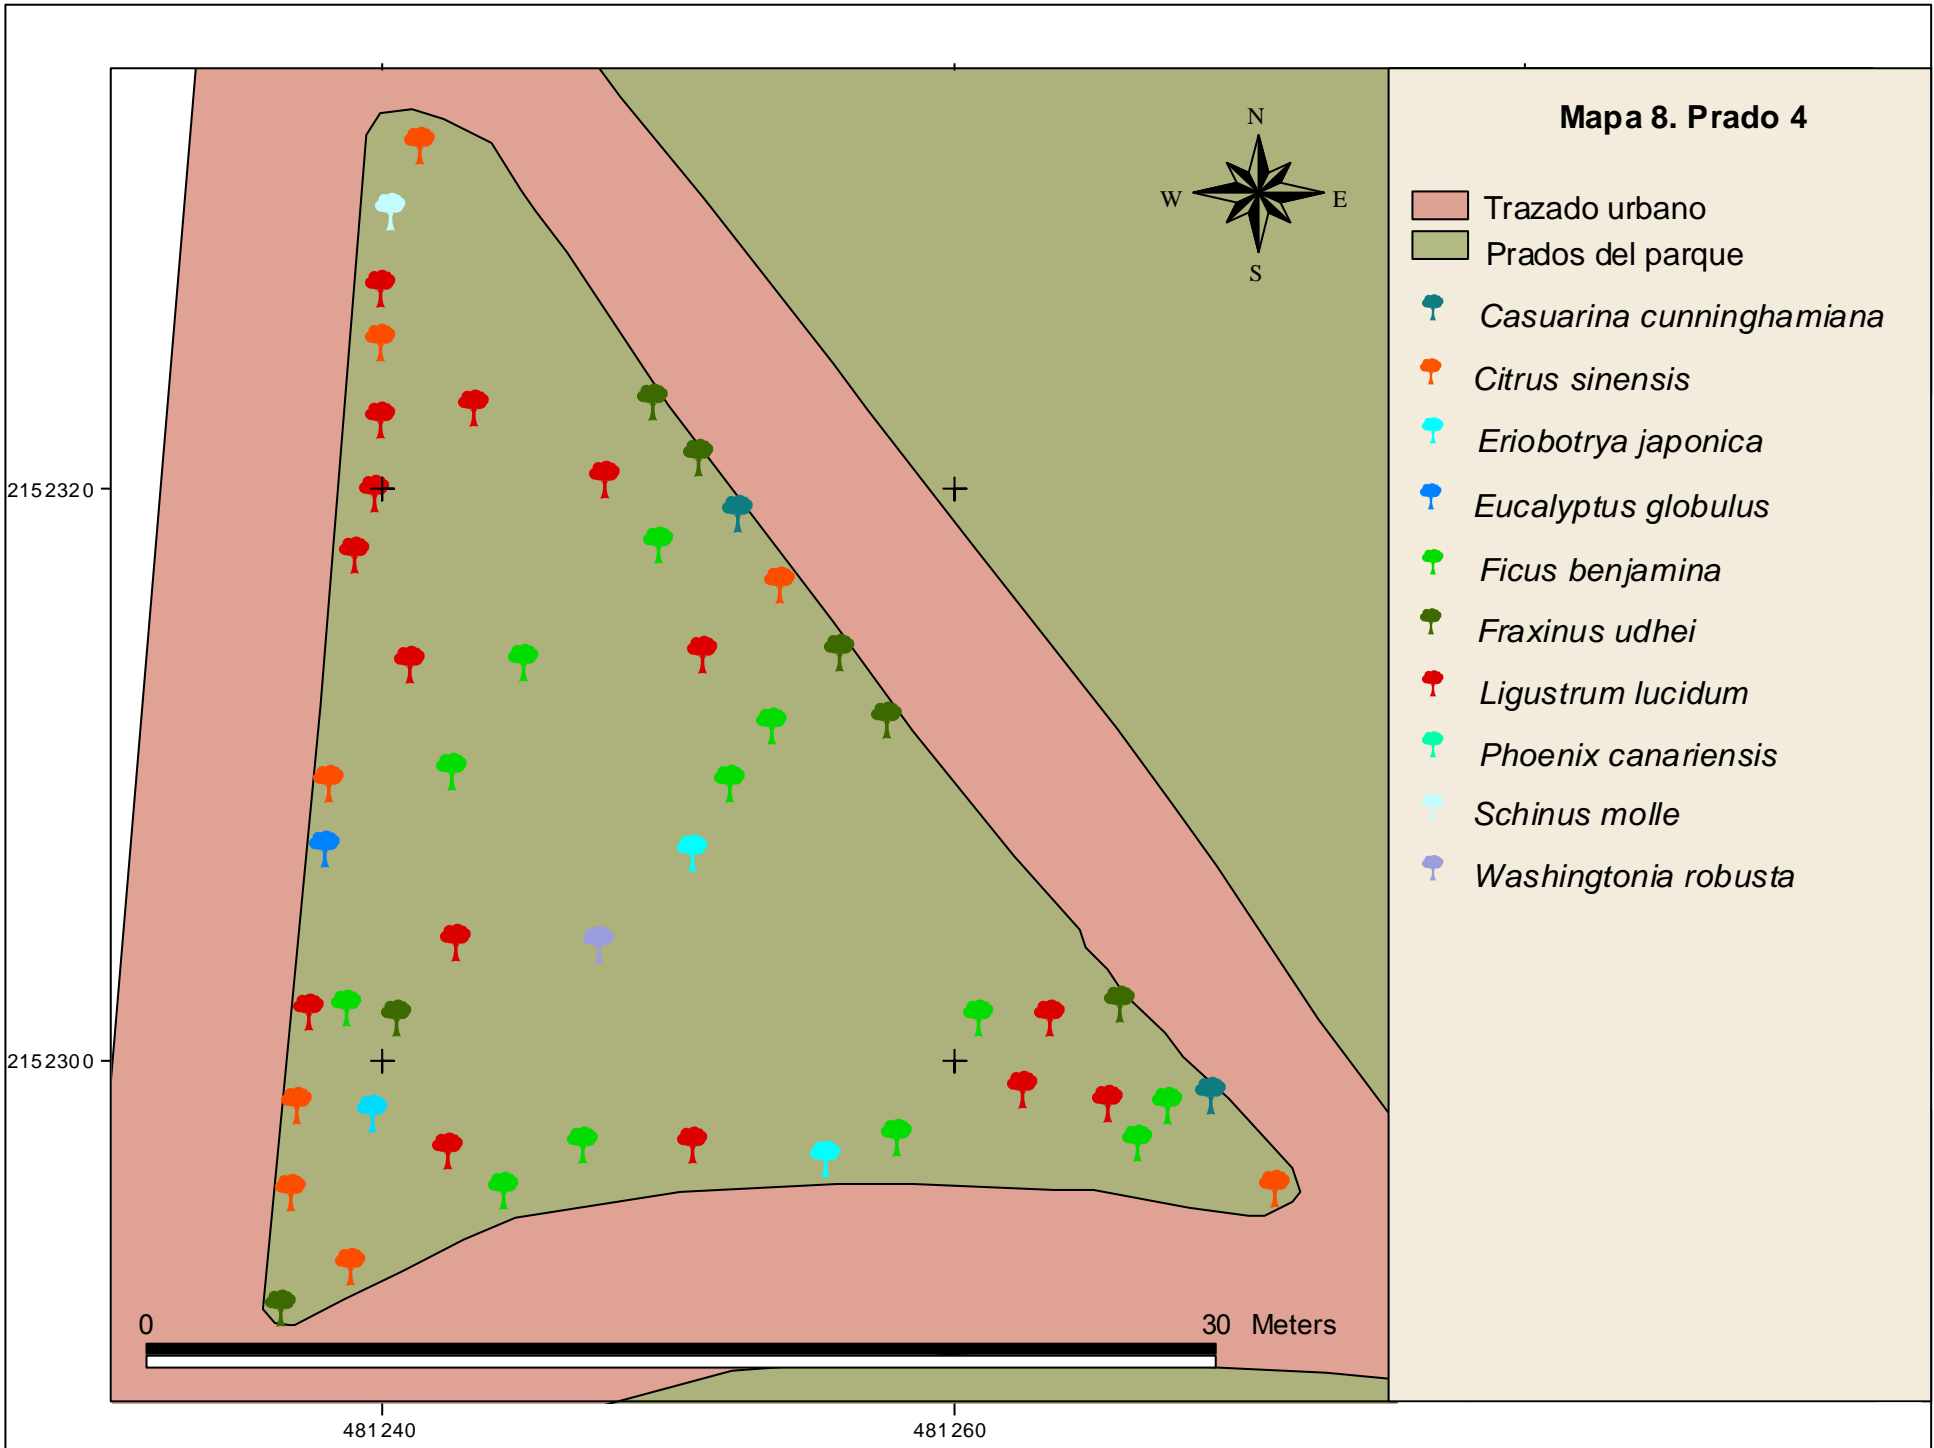 Mapa 8. Prado 4
N
W E
S
Trazado urbano
Prados del parque
Casuarina cunninghamiana
Citrus sinensis
Eriobotrya japonica
Eucalyptus globulus
Ficus benjamina
Fraxinus udhei
Ligustrum lucidum
Phoenix canariensis
Schinus molle
Washingtonia robusta
2152320
2152300
0 30 Meters
481240 481260